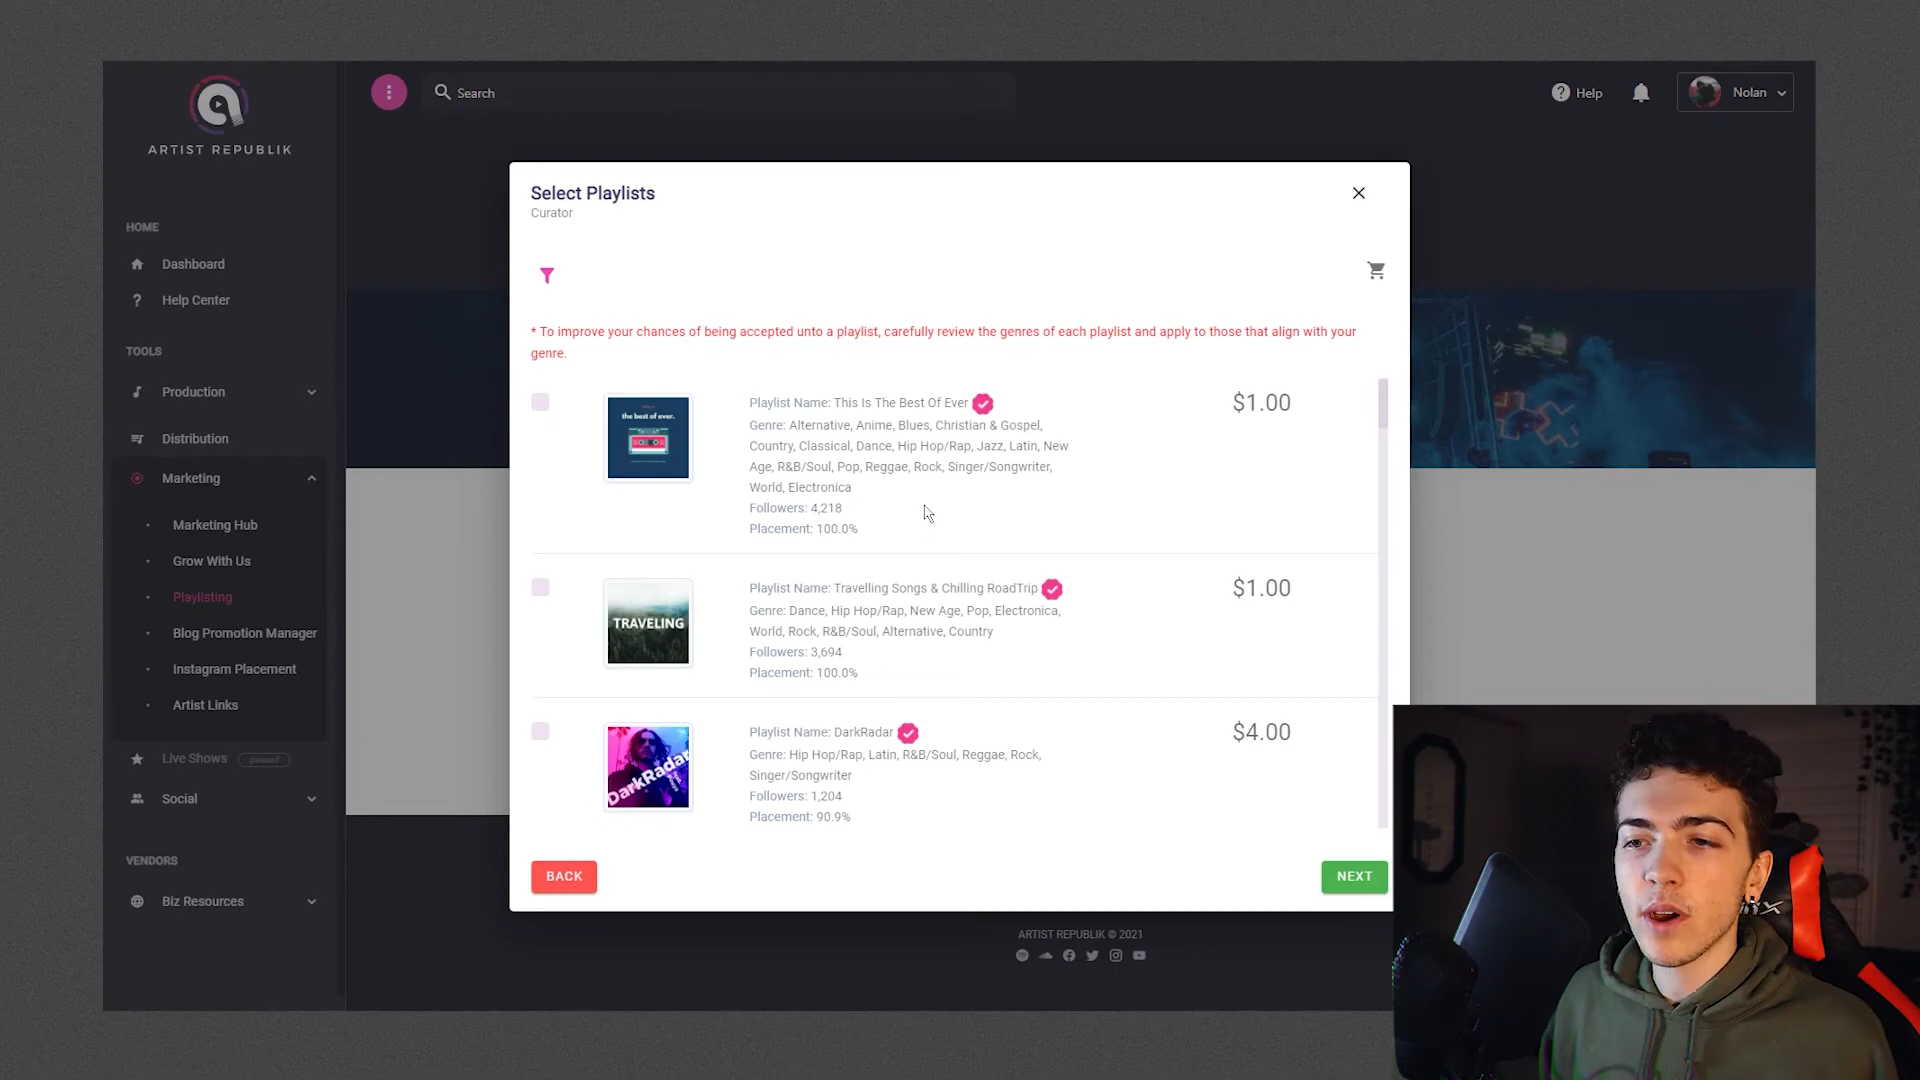 ARTIST REPUBLIK
Search
Help
Nolan
HOME
Dashboard
Help Center
TOOLS
Production
Distribution
Marketing
Marketing Hub
Grow With Us
Playlisting
Blog Promotion Manager
Instagram Placement
Artist Links
Live Shows paused
Social
VENDORS
Biz Resources
Select Playlists
Curator
* To improve your chances of being accepted unto a playlist, carefully review the genres of each playlist and apply to those that align with your
genre.
the best of ever.
Playlist Name: This Is The Best Of Ever
Genre: Alternative, Anime, Blues, Christian & Gospel,
Country, Classical, Dance, Hip Hop/Rap, Jazz, Latin, New
Age, R&B/Soul, Pop, Reggae, Rock, Singer/Songwriter,
World, Electronica
Followers: 4,218
Placement: 100.0%
$1.00
TRAVELING
Playlist Name: Travelling Songs & Chilling RoadTrip
Genre: Dance, Hip Hop/Rap, New Age, Pop, Electronica,
World, Rock, R&B/Soul, Alternative, Country
Followers: 3,694
Placement: 100.0%
$1.00
DarkRadar
Playlist Name: DarkRadar
Genre: Hip Hop/Rap, Latin, R&B/Soul, Reggae, Rock,
Singer/Songwriter
Followers: 1,204
Placement: 90.9%
$4.00
BACK
NEXT
ARTIST REPUBLIK © 2021